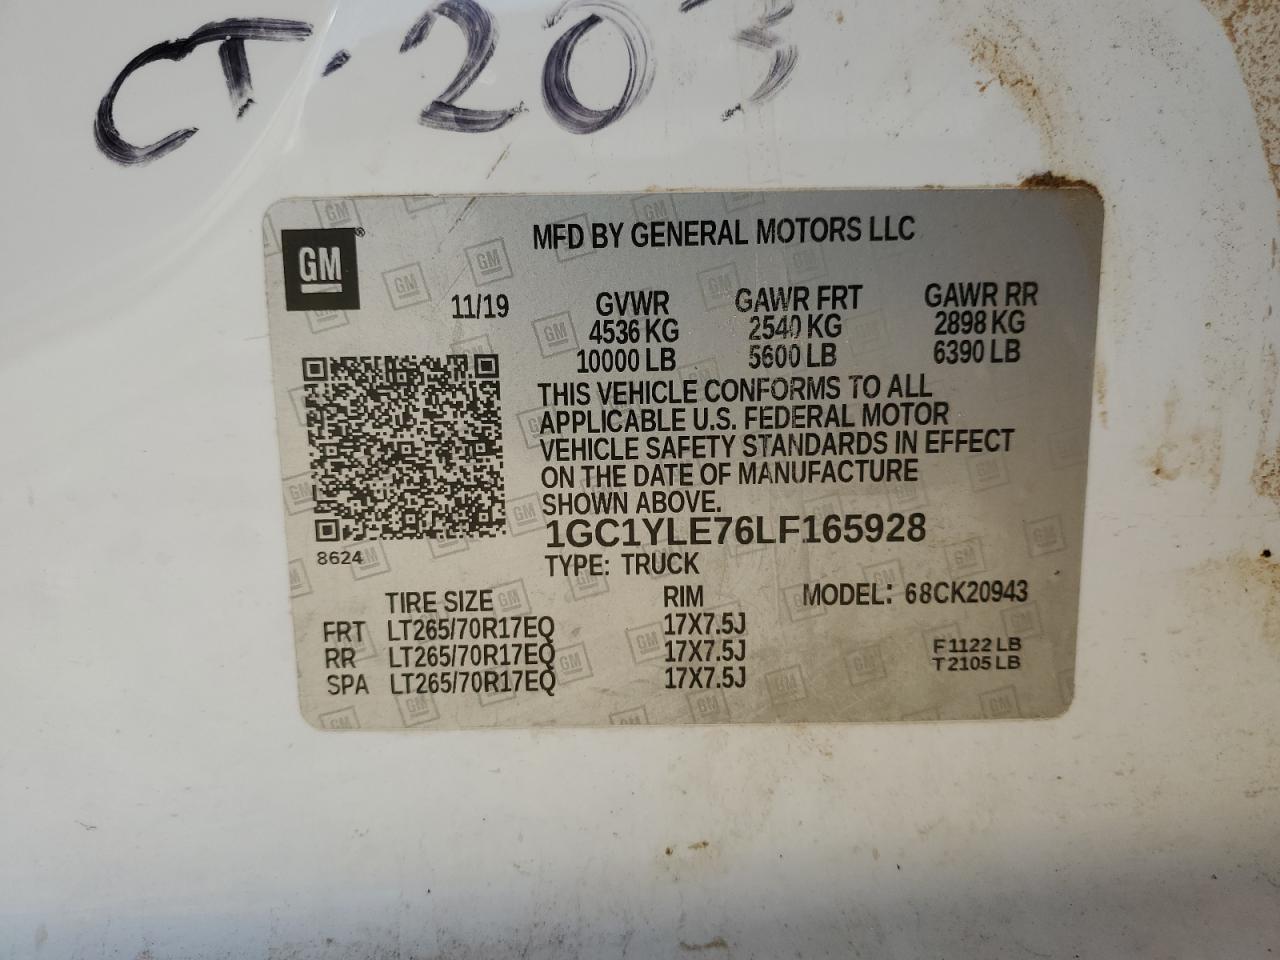 CT-203
GM
MFD BY GENERAL MOTORS LLC
11/19
GVWR GAWR FRT GAWR RR
4536 KG 2540 KG 2898 KG
10000 LB 5600 LB 6390 LB
THIS VEHICLE CONFORMS TO ALL
APPLICABLE U.S. FEDERAL MOTOR
VEHICLE SAFETY STANDARDS IN EFFECT
ON THE DATE OF MANUFACTURE
SHOWN ABOVE.
1GC1YLE76LF165928
8624
TYPE: TRUCK
TIRE SIZE RIM MODEL: 68CK20943
FRT LT265/70R17EQ 17X7.5J
RR LT265/70R17EQ 17X7.5J F1122 LB
SPA LT265/70R17EQ 17X7.5J T2105 LB